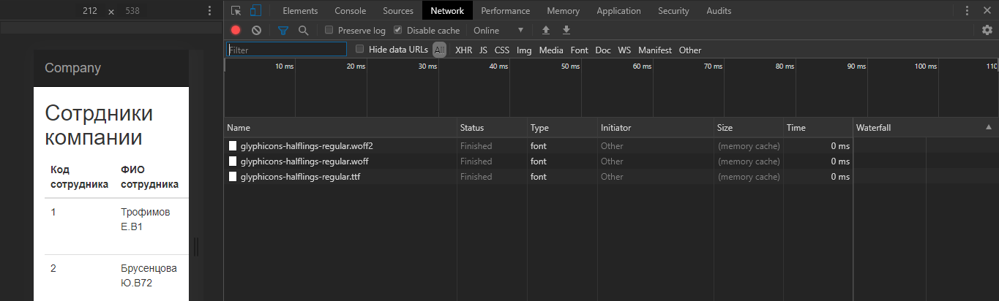 212 × 538
Elements Console Sources Network Performance Memory Application Security Audits
Preserve log Disable cache Online
Filter Hide data URLs All XHR JS CSS Img Media Font Doc WS Manifest Other
10 ms 20 ms 30 ms 40 ms 50 ms 60 ms 70 ms 80 ms 90 ms 100 ms 110
Name Status Type Initiator Size Time Waterfall
glyphicons-halflings-regular.woff2 Finished font Other (memory cache) 0 ms
glyphicons-halflings-regular.woff Finished font Other (memory cache) 0 ms
glyphicons-halflings-regular.ttf Finished font Other (memory cache) 0 ms
Company
Сотрдники
компании
Код ФИО
сотрудника сотрудника
1 Трофимов
Е.В1
2 Брусенцова
Ю.В72